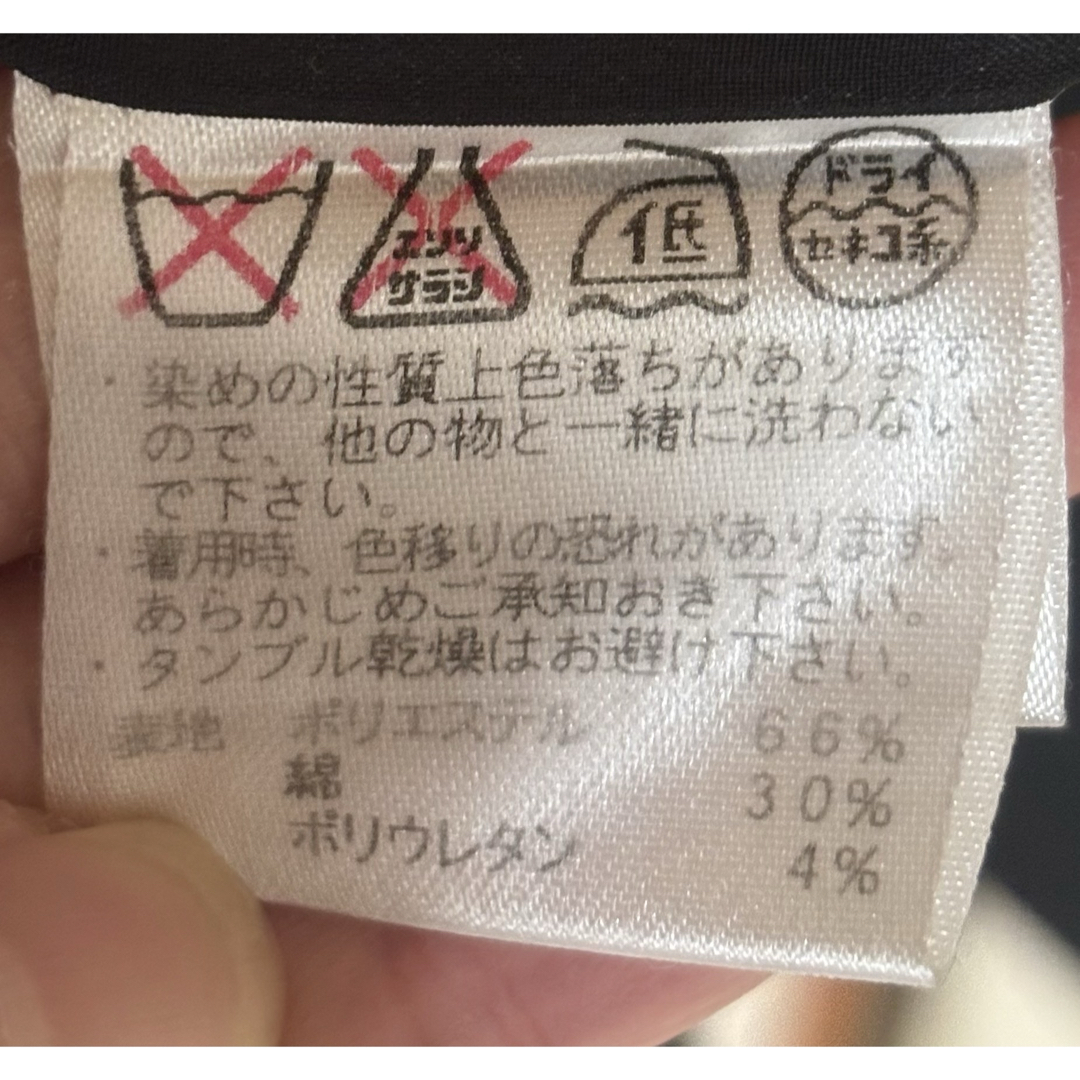 エンソ
サラシ
低
ドライ
セキユ系
・染めの性質上色落ちがあります
ので、他の物と一緒に洗わない
で下さい。
・着用時、色移りの恐れがあります。
あらかじめご承知おき下さい。
・タンブル乾燥はお避け下さい。
表地 ポリエステル 66%
綿 30%
ポリウレタン 4%